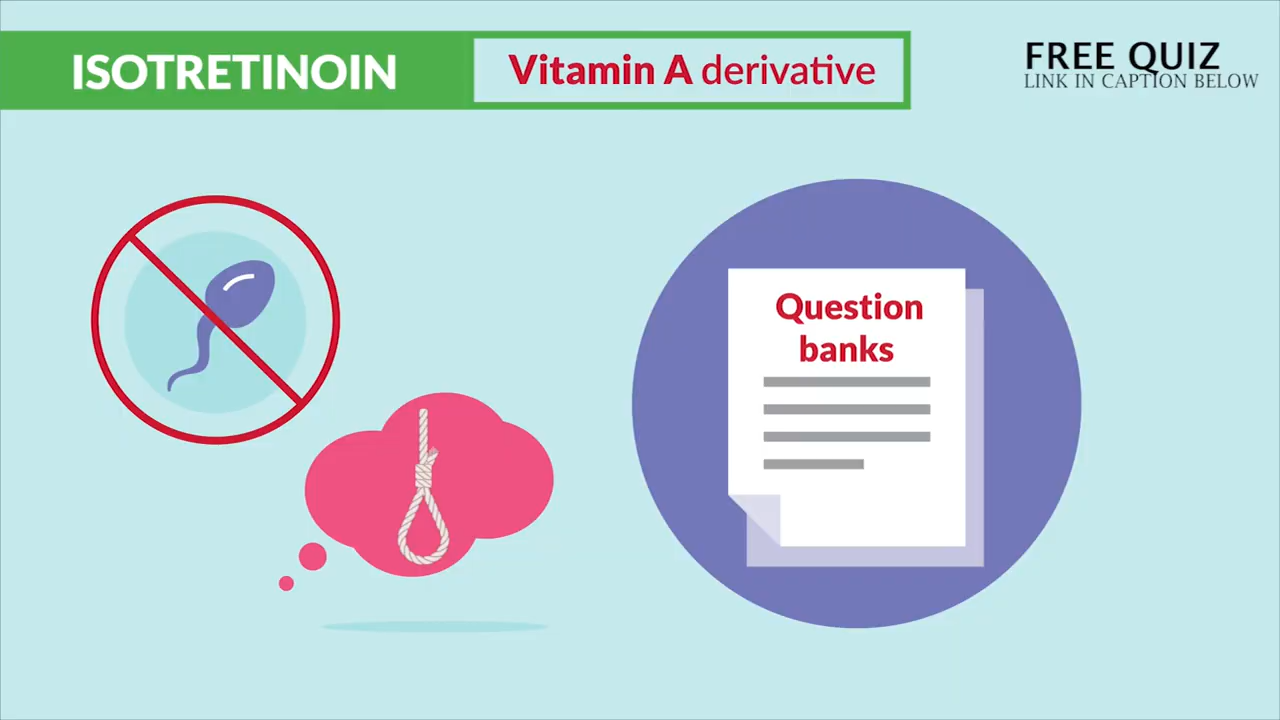 ISOTRETINOIN
Vitamin A derivative
FREE QUIZ
LINK IN CAPTION BELOW
Question
banks